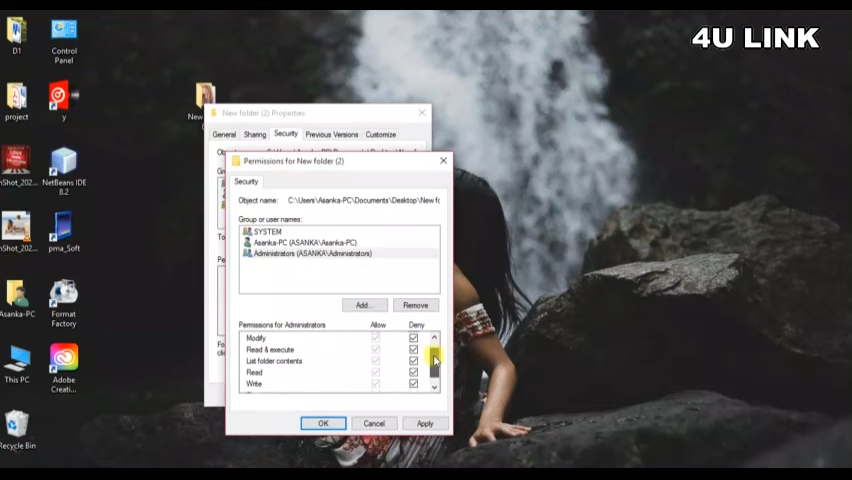 4U LINK
D1
Control
Panel
project
y
New
New folder (2) Properties
General
Sharing
Security
Previous Versions
Customize
Permissions for New folder (2)
Security
Object name:
C:\Users\Asanka-PC\Documents\Desktop\New fc
Group or user names:
SYSTEM
Asanka-PC (ASANKA\Asanka-PC)
Administrators (ASANKA\Administrators)
Add...
Remove
Permissions for Administrators
Allow
Deny
Modify
Read & execute
List folder contents
Read
Write
OK
Cancel
Apply
nShot_202...
NetBeans IDE
8.2
nShot_202...
pma_Soft
Asanka-PC
Format
Factory
This PC
Adobe
Creati...
Recycle Bin